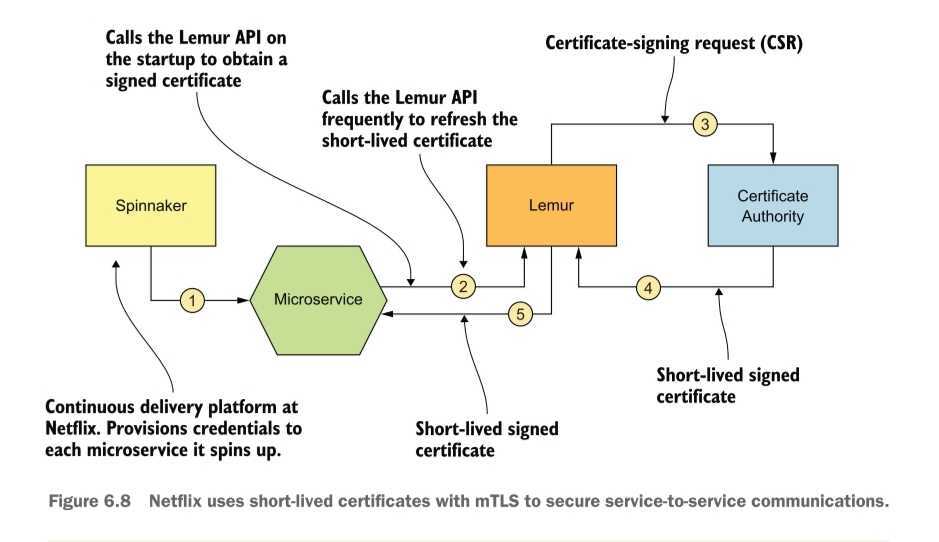 Calls the Lemur API on
the startup to obtain a
signed certificate
Calls the Lemur API
frequently to refresh the
short-lived certificate
Certificate-signing request (CSR)
3
Spinnaker
Lemur
Certificate
Authority
1
Microservice
2
5
4
Continuous delivery platform at
Netflix. Provisions credentials to
each microservice it spins up.
Short-lived signed
certificate
Short-lived signed
certificate
Figure 6.8 Netflix uses short-lived certificates with mTLS to secure service-to-service communications.